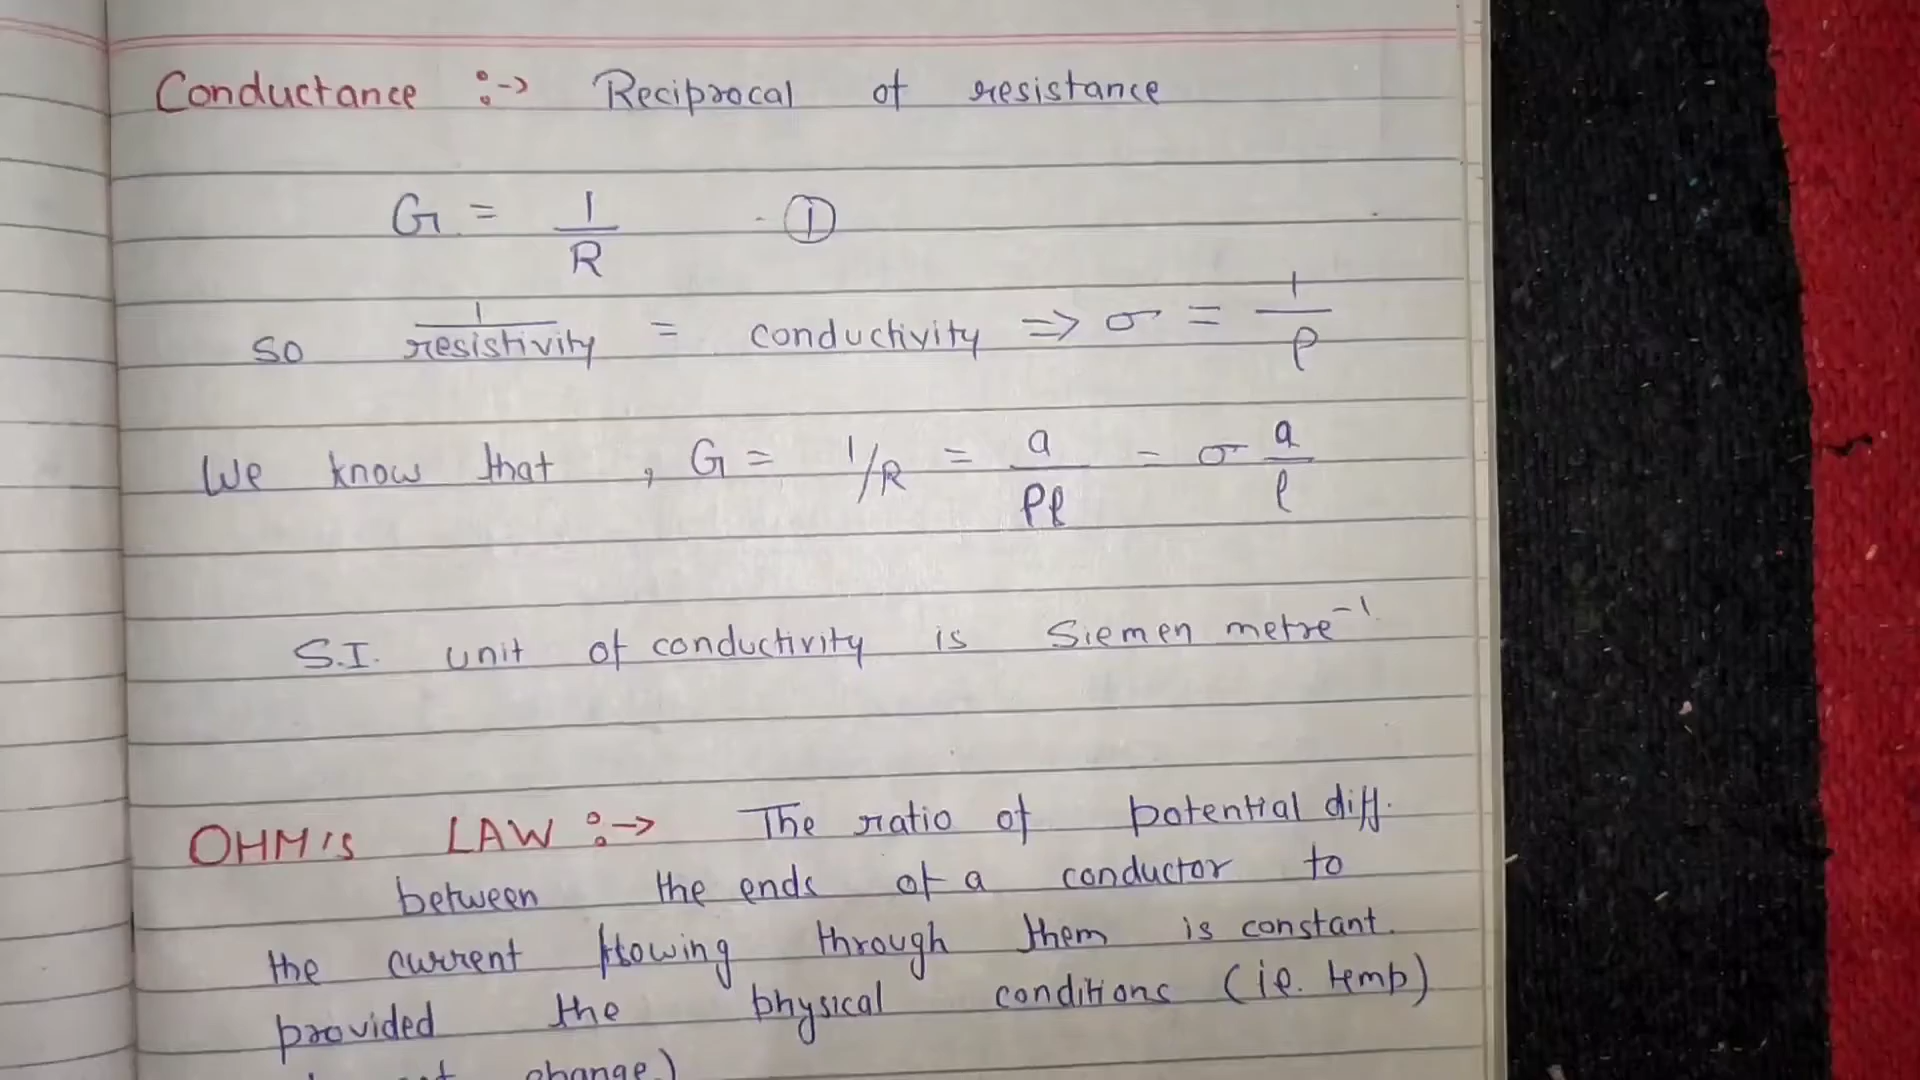 Conductance :-> Reciprocal of resistance
G = 1/R - ①
so 1/resistivity = conductivity => σ = 1/ρ
We know that , G = 1/R = a/ρℓ = σ a/ℓ
S.I. unit of conductivity is Siemen metre⁻¹
OHM's LAW :-> The ratio of potential diff.
between the ends of a conductor to
the current flowing through them is constant.
provided the physical conditions (ie. temp)
change.)